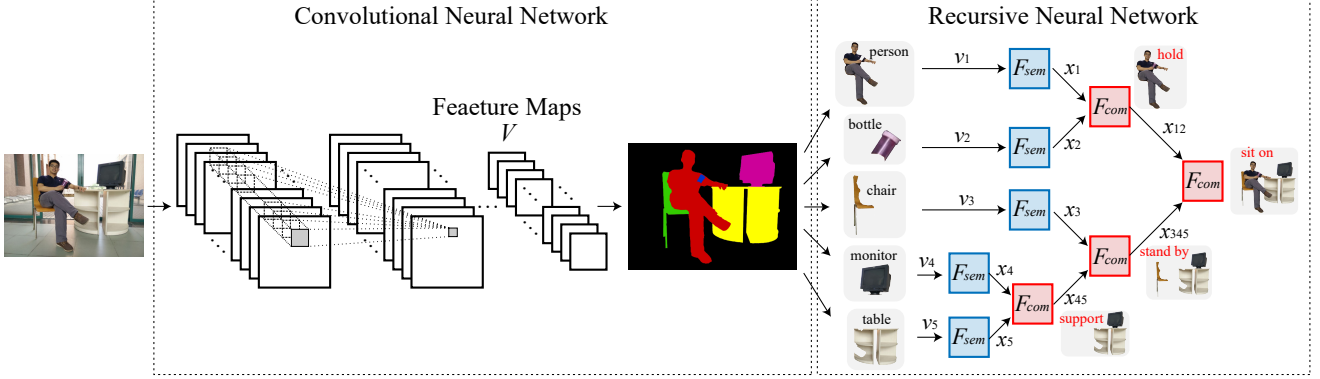 Convolutional Neural Network
Recursive Neural Network
Feaeture Maps
V
person
v1
Fsem
x1
hold
Fcom
x12
bottle
v2
Fsem
x2
sit on
Fcom
chair
v3
Fsem
x3
x345
Fcom
stand by
monitor
v4
Fsem
x4
Fcom
x45
support
table
v5
Fsem
x5